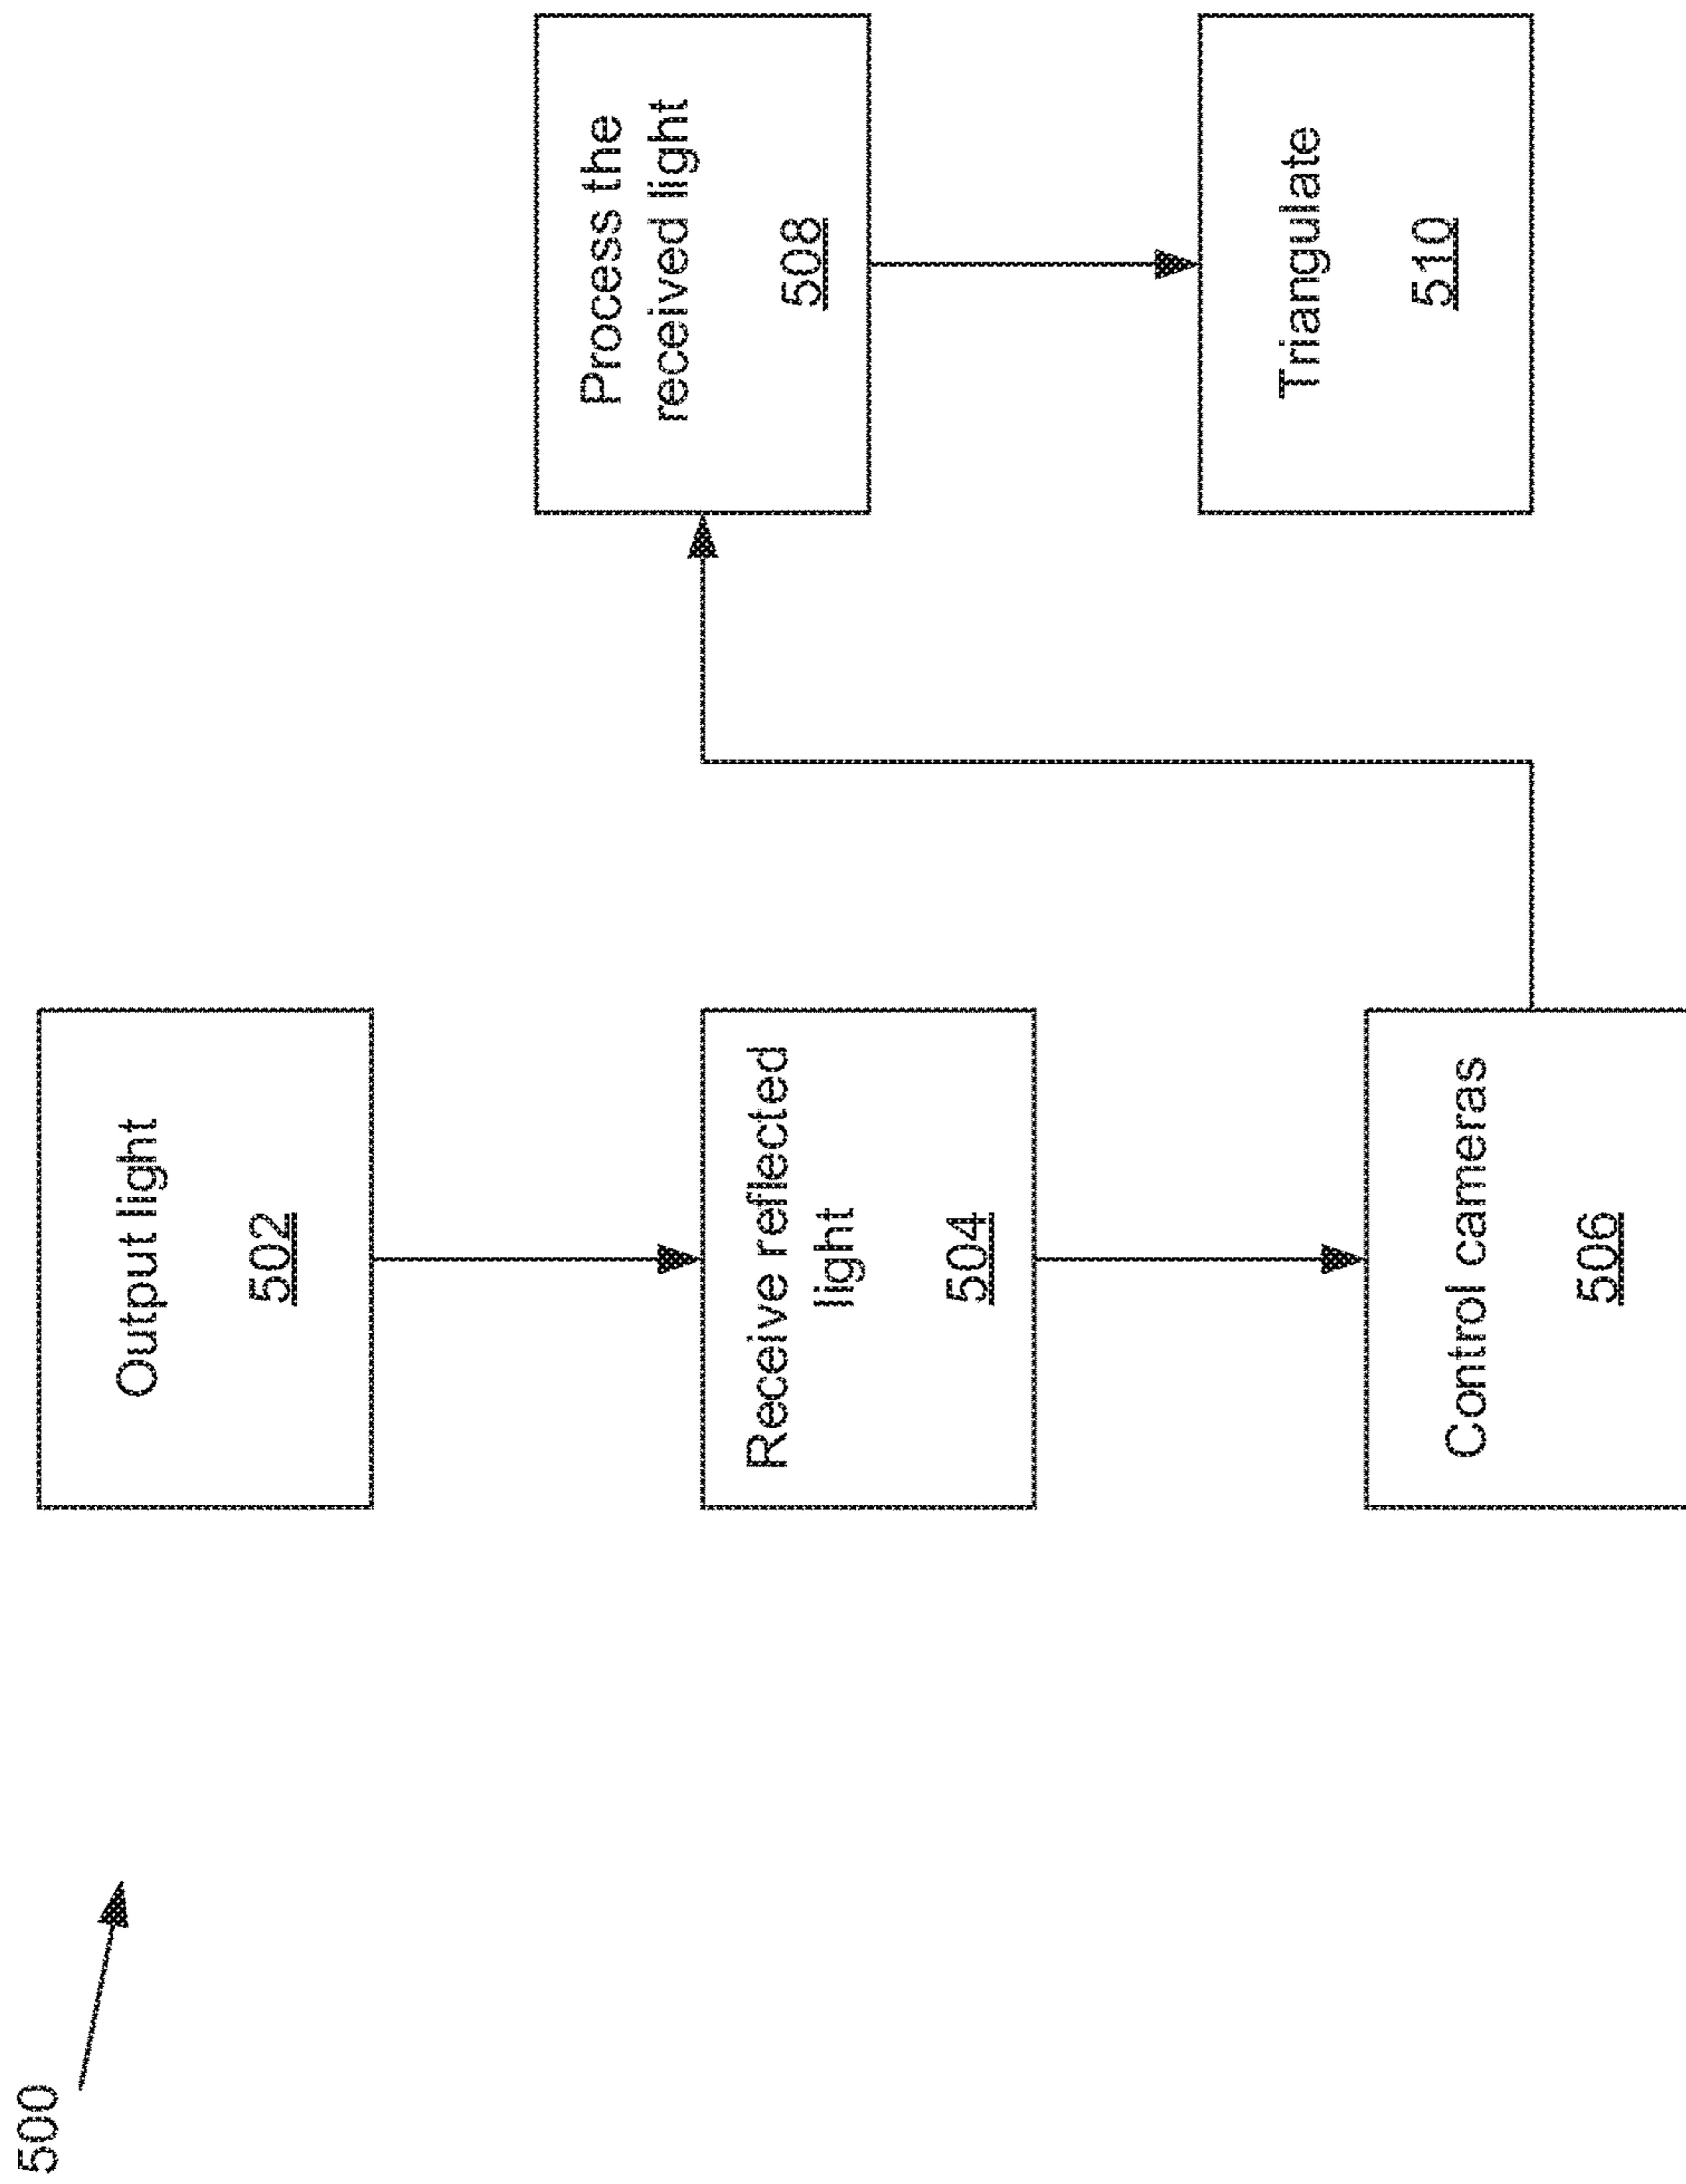 500
Output light
502
Receive reflected
light
504
Control cameras
506
Process the
received light
508
Triangulate
510